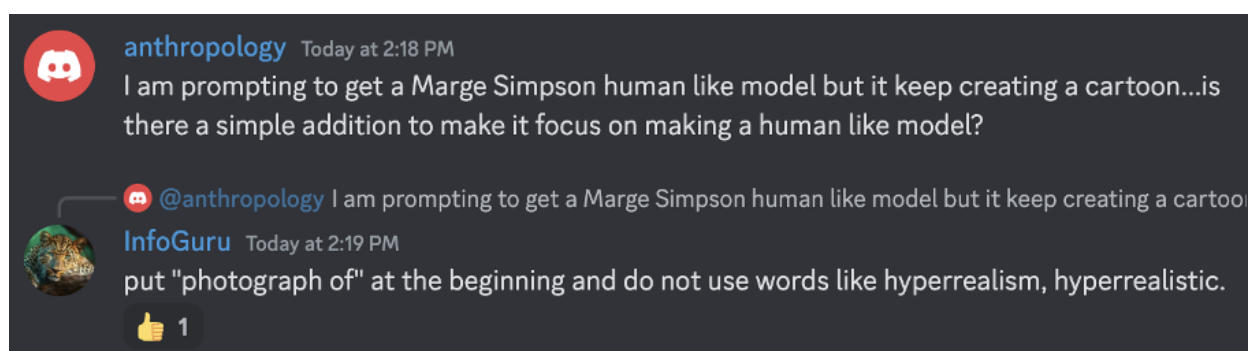 anthropology Today at 2:18 PM
I am prompting to get a Marge Simpson human like model but it keep creating a cartoon...is
there a simple addition to make it focus on making a human like model?
@anthropology I am prompting to get a Marge Simpson human like model but it keep creating a cartoo
InfoGuru Today at 2:19 PM
put "photograph of" at the beginning and do not use words like hyperrealism, hyperrealistic.
👍 1